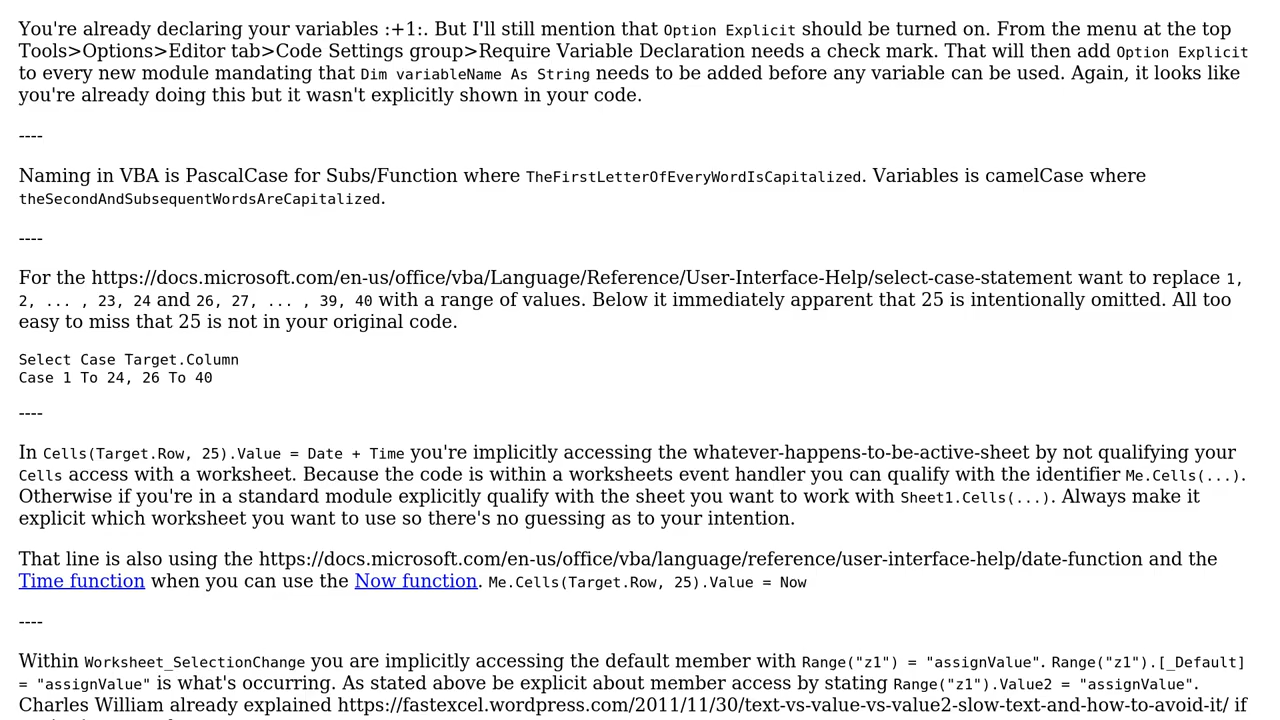 You're already declaring your variables :+1:. But I'll still mention that Option Explicit should be turned on. From the menu at the top
Tools>Options>Editor tab>Code Settings group>Require Variable Declaration needs a check mark. That will then add Option Explicit
to every new module mandating that Dim variableName As String needs to be added before any variable can be used. Again, it looks like
you're already doing this but it wasn't explicitly shown in your code.
----
Naming in VBA is PascalCase for Subs/Function where TheFirstLetterOfEveryWordIsCapitalized. Variables is camelCase where
theSecondAndSubsequentWordsAreCapitalized.
----
For the https://docs.microsoft.com/en-us/office/vba/Language/Reference/User-Interface-Help/select-case-statement want to replace 1,
2, ... , 23, 24 and 26, 27, ... , 39, 40 with a range of values. Below it immediately apparent that 25 is intentionally omitted. All too
easy to miss that 25 is not in your original code.
Select Case Target.Column
Case 1 To 24, 26 To 40
----
In Cells(Target.Row, 25).Value = Date + Time you're implicitly accessing the whatever-happens-to-be-active-sheet by not qualifying your
Cells access with a worksheet. Because the code is within a worksheets event handler you can qualify with the identifier Me.Cells(...).
Otherwise if you're in a standard module explicitly qualify with the sheet you want to work with Sheet1.Cells(...). Always make it
explicit which worksheet you want to use so there's no guessing as to your intention.
That line is also using the https://docs.microsoft.com/en-us/office/vba/language/reference/user-interface-help/date-function and the
Time function when you can use the Now function. Me.Cells(Target.Row, 25).Value = Now
----
Within Worksheet_SelectionChange you are implicitly accessing the default member with Range("z1") = "assignValue". Range("z1").[_Default]
= "assignValue" is what's occurring. As stated above be explicit about member access by stating Range("z1").Value2 = "assignValue".
Charles William already explained https://fastexcel.wordpress.com/2011/11/30/text-vs-value-vs-value2-slow-text-and-how-to-avoid-it/ if